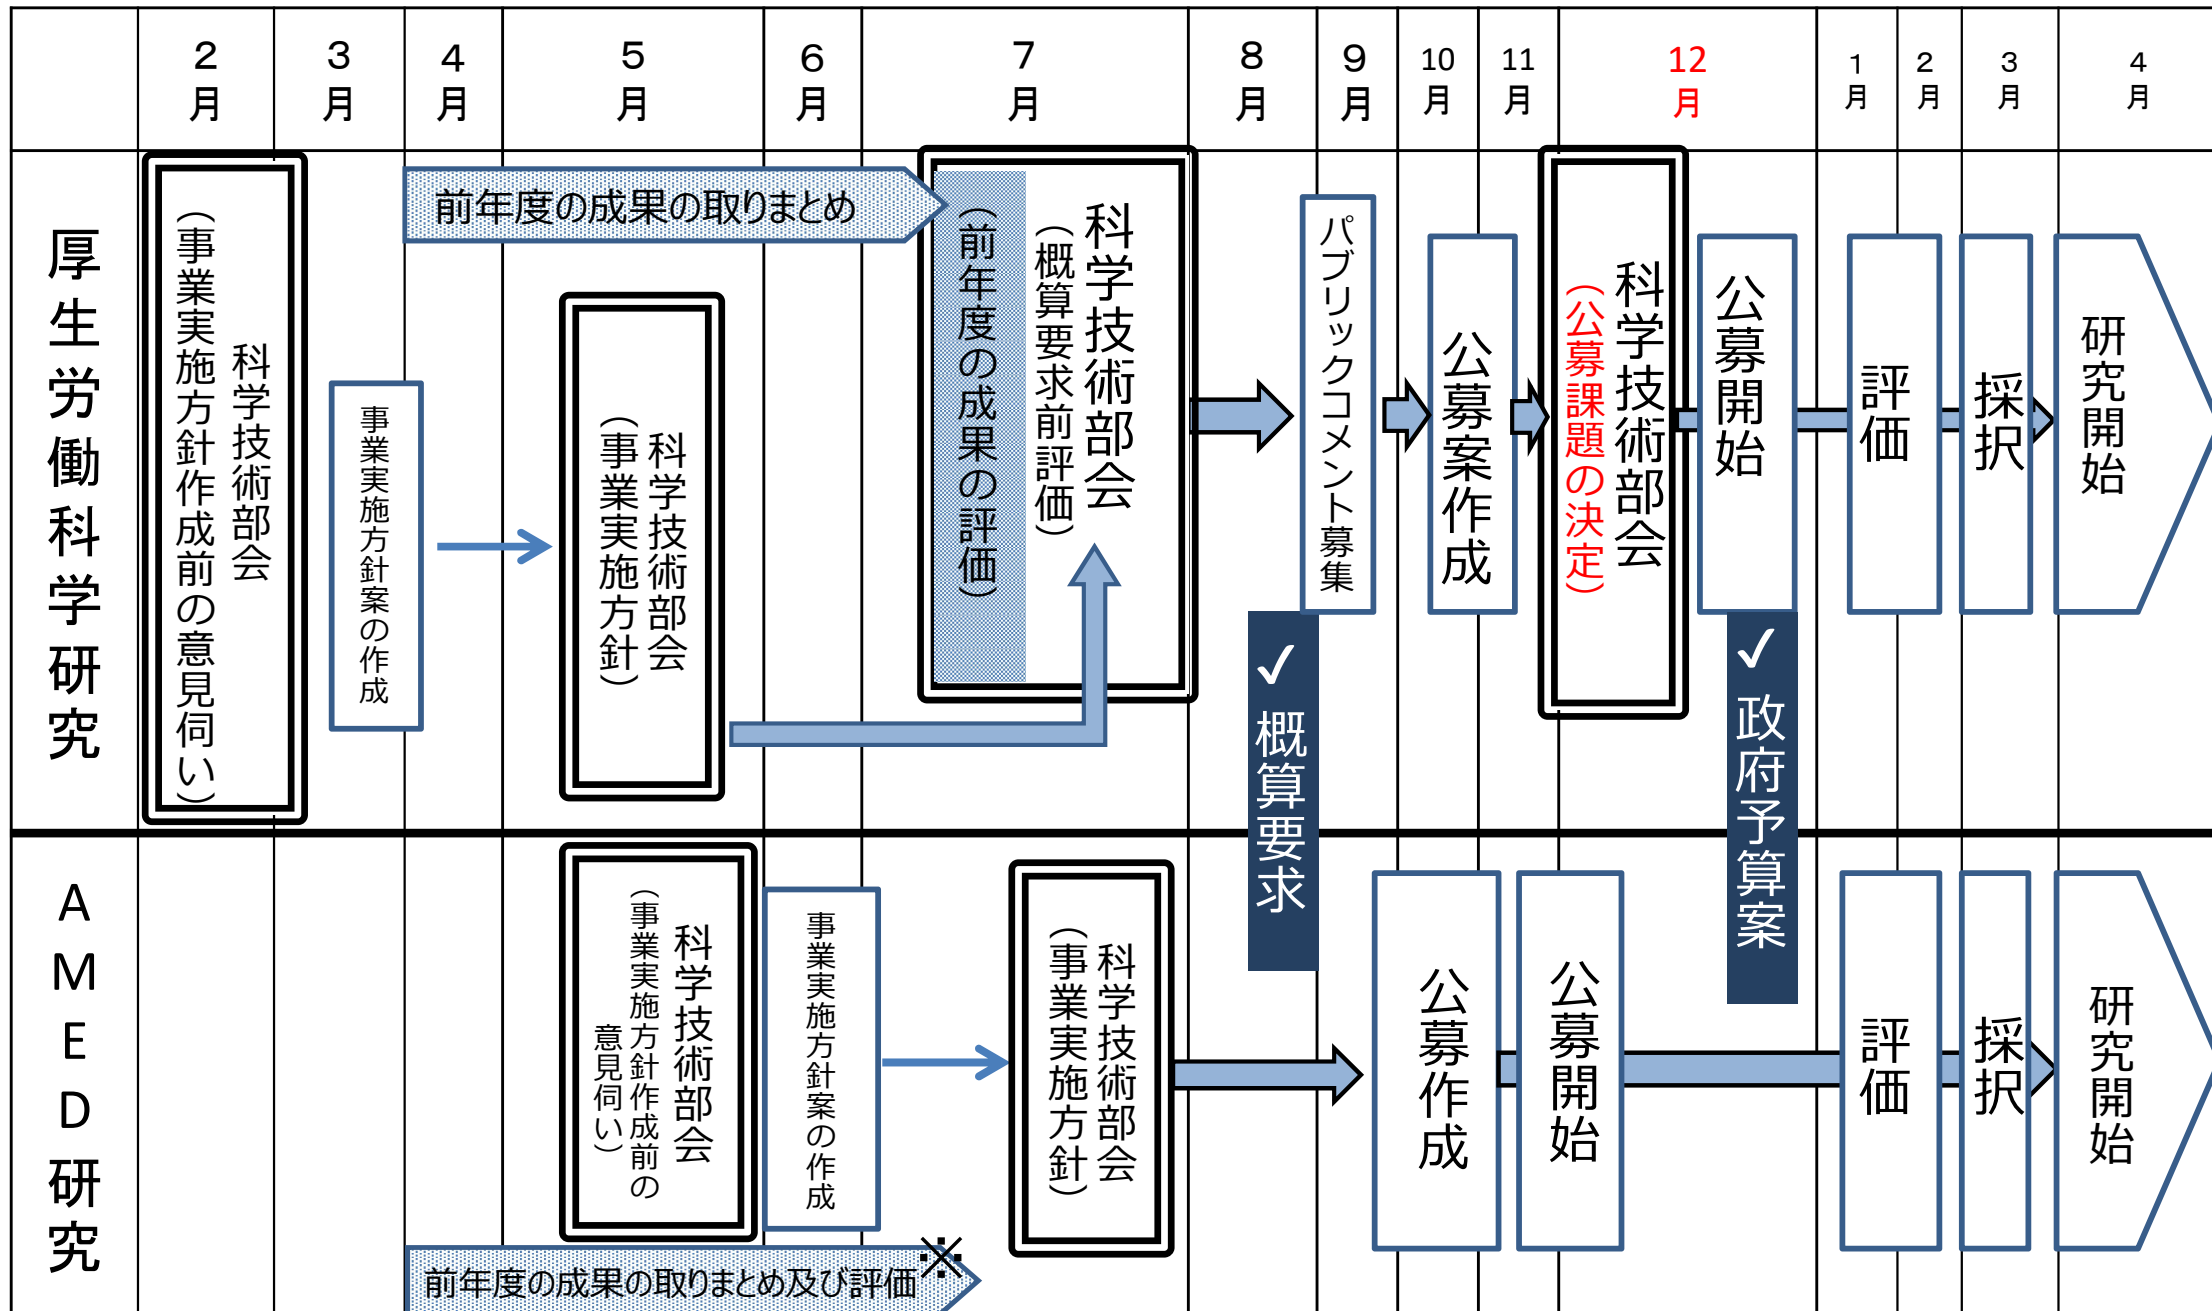 2月
3月
4月
5月
6月
7月
8月
9月
10月
11月
12月
1月
2月
3月
4月
厚生労働科学研究
科学技術部会
（事業実施方針作成前の意見伺い）
事業実施方針案の作成
前年度の成果の取りまとめ
科学技術部会
（事業実施方針）
科学技術部会
（概算要求前評価）
（前年度の成果の評価）
✓概算要求
パブリックコメント募集
公募案作成
科学技術部会
（公募課題の決定）
公募開始
✓政府予算案
評価
採択
研究開始
AMED研究
科学技術部会
（事業実施方針作成前の
意見伺い）
事業実施方針案の作成
前年度の成果の取りまとめ及び評価※
科学技術部会
（事業実施方針）
公募作成
公募開始
評価
採択
研究開始